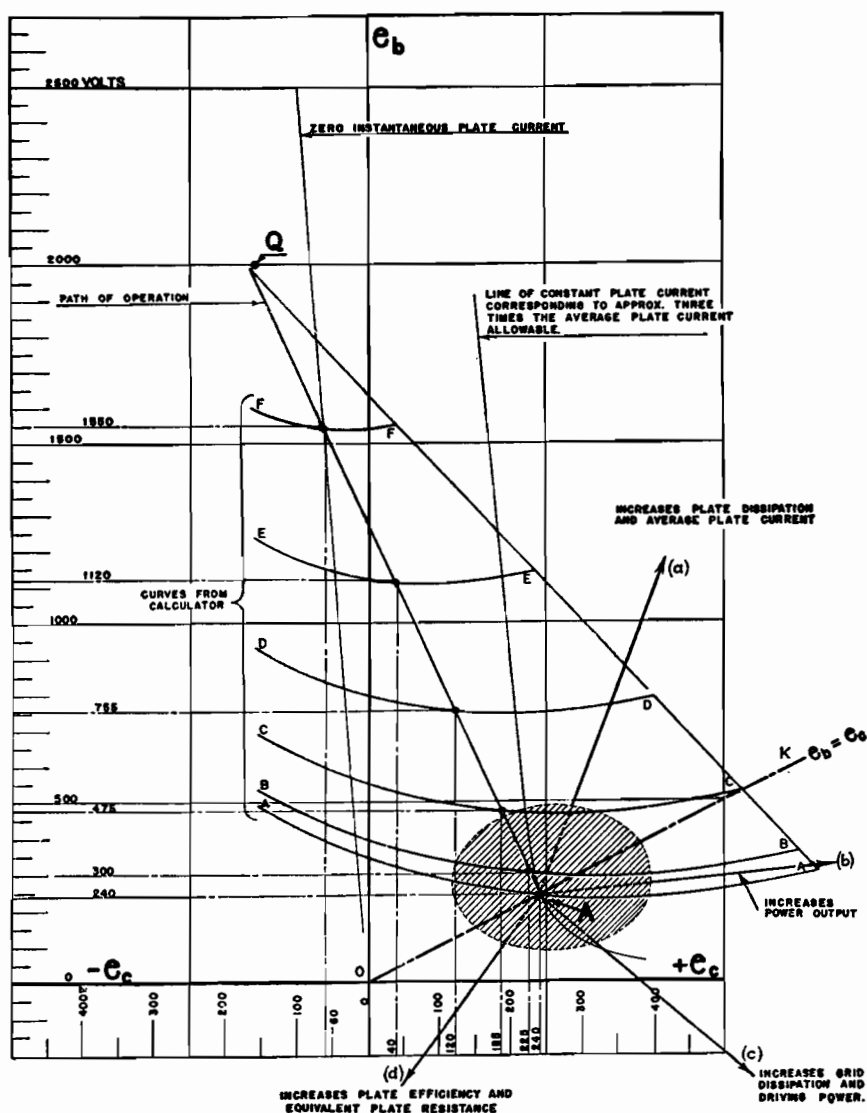 e_b
2500 VOLTS
ZERO INSTANTANEOUS PLATE CURRENT
2000
Q
PATH OF OPERATION
LINE OF CONSTANT PLATE CURRENT
CORRESPONDING TO APPROX. THREE
TIMES THE AVERAGE PLATE CURRENT
ALLOWABLE.
F
F
1550
1500
INCREASES PLATE DISSIPATION
AND AVERAGE PLATE CURRENT
(a)
E
E
1120
CURVES FROM
CALCULATOR
1000
D
D
755
C
C
K
e_b = e_c
B
A
500
475
B
A
(b)
300
240
A
INCREASES
POWER OUTPUT
O
0
-e_c
+e_c
400
300
200
100
60
0
40
100
120
185
200
225
240
300
400
(c)
(d)
INCREASES GRID
DISSIPATION AND
DRIVING POWER.
INCREASES PLATE EFFICIENCY AND
EQUIVALENT PLATE RESISTANCE